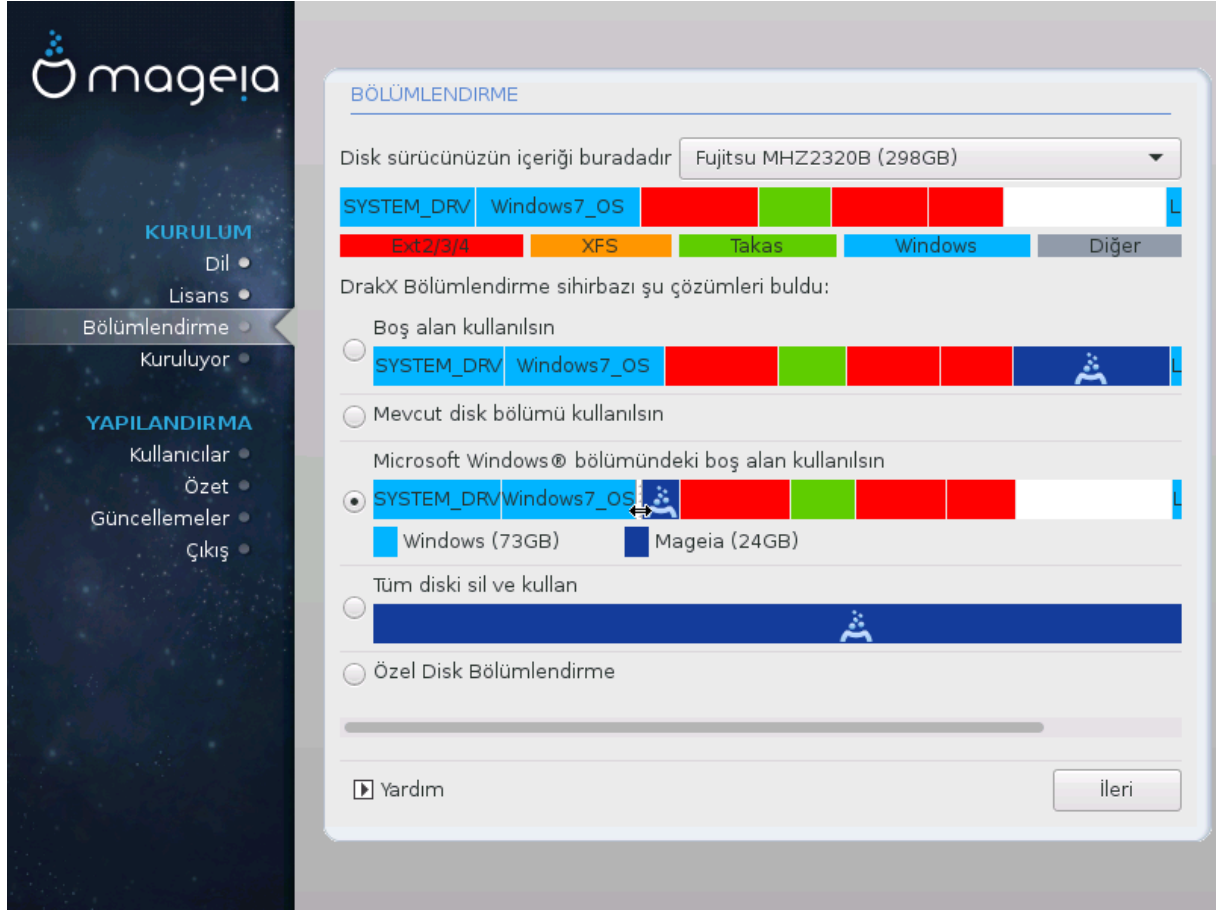 mageia
KURULUM
Dil
Lisans
Bölümlendirme
Kuruluyor
YAPILANDIRMA
Kullanıcılar
Özet
Güncellemeler
Çıkış
BÖLÜMLENDIRME
Disk sürücünüzün içeriği buradadır Fujitsu MHZ2320B (298GB)
SYSTEM_DRV Windows7_OS L
Ext2/3/4 XFS Takas Windows Diğer
DrakX Bölümlendirme sihirbazı şu çözümleri buldu:
Boş alan kullanılsın
SYSTEM_DRV Windows7_OS L
Mevcut disk bölümü kullanılsın
Microsoft Windows® bölümündeki boş alan kullanılsın
SYSTEM_DRV Windows7_OS L
Windows (73GB) Mageia (24GB)
Tüm diski sil ve kullan
Özel Disk Bölümlendirme
Yardım
İleri